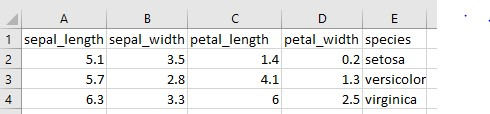 A B C D E
1 sepal_length sepal_width petal_length petal_width species
2 5.1 3.5 1.4 0.2 setosa
3 5.7 2.8 4.1 1.3 versicolor
4 6.3 3.3 6 2.5 virginica